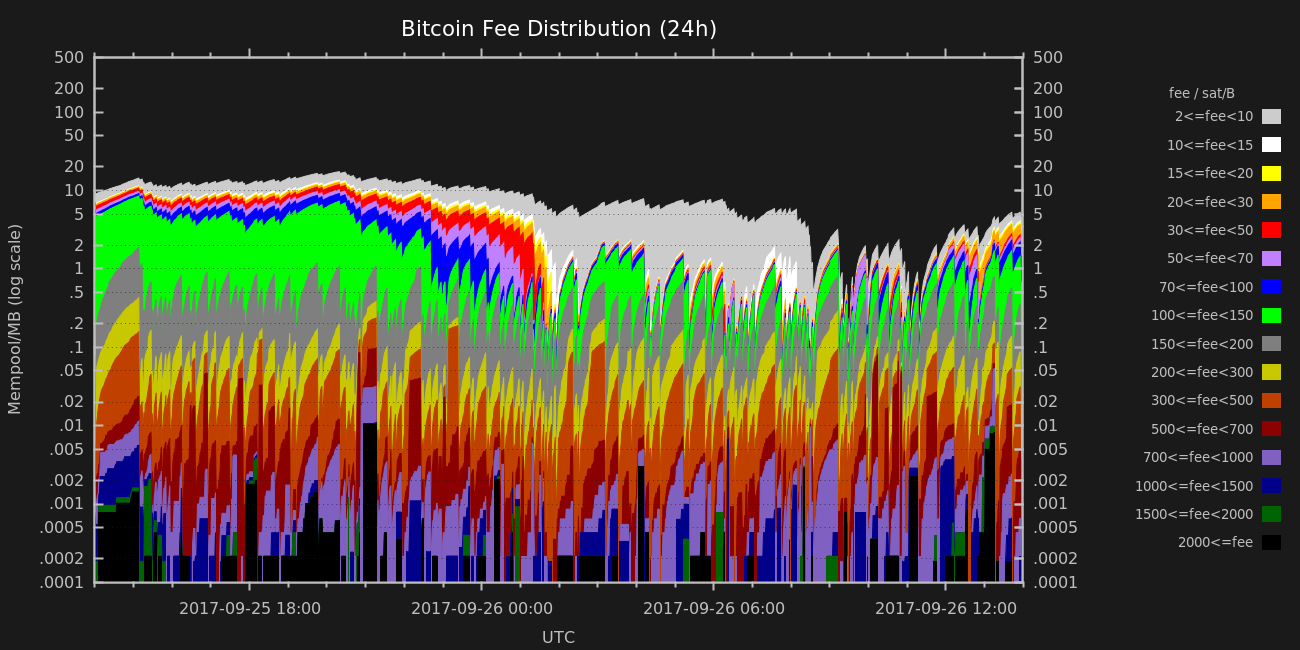 Bitcoin Fee Distribution (24h)
500
200
100
50
20
10
5
2
1
.5
.2
.1
.05
.02
.01
.005
.002
.001
.0005
.0002
.0001
Mempool/MB (log scale)
500
200
100
50
20
10
5
2
1
.5
.2
.1
.05
.02
.01
.005
.002
.001
.0005
.0002
.0001
2017-09-25 18:00
2017-09-26 00:00
2017-09-26 06:00
2017-09-26 12:00
UTC
fee / sat/B
2<=fee<10
10<=fee<15
15<=fee<20
20<=fee<30
30<=fee<50
50<=fee<70
70<=fee<100
100<=fee<150
150<=fee<200
200<=fee<300
300<=fee<500
500<=fee<700
700<=fee<1000
1000<=fee<1500
1500<=fee<2000
2000<=fee